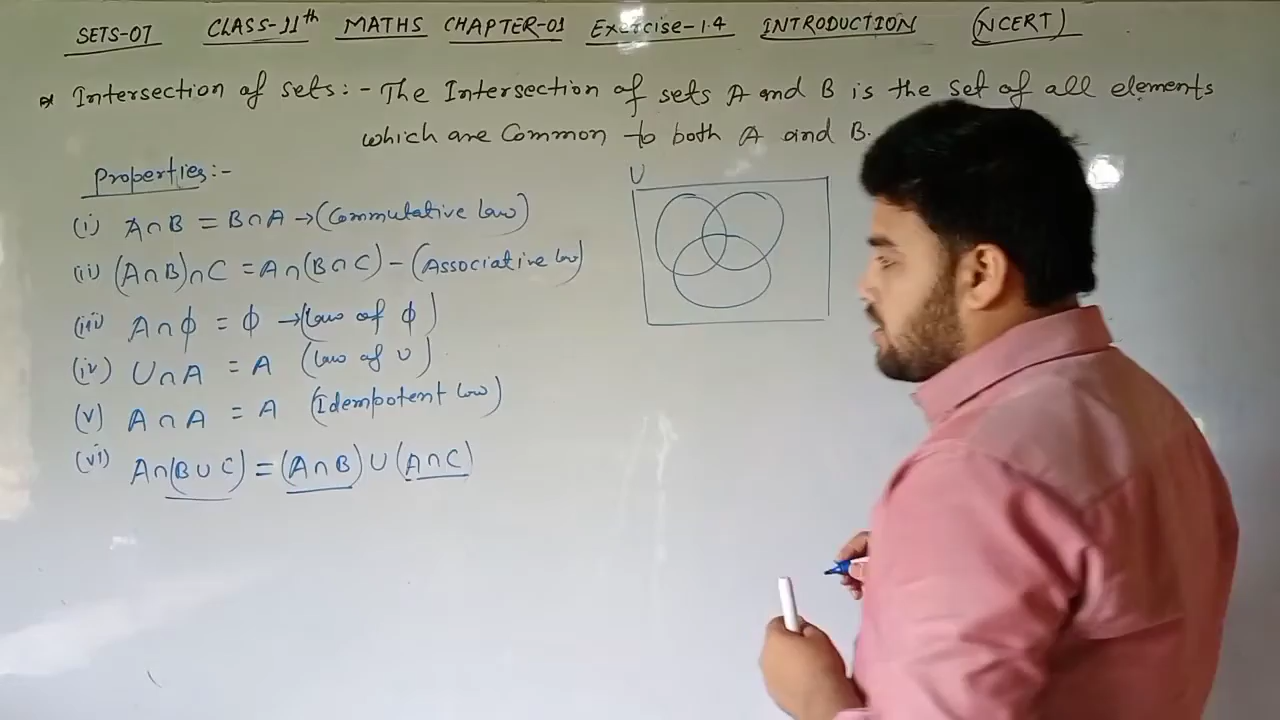 SETS-07 CLASS-11th MATHS CHAPTER-01 Exercise-1.4 INTRODUCTION (NCERT)
Intersection of sets:- The Intersection of sets A and B is the set of all elements
which are Common to both A and B.
Properties:-
U
(i) A∩B = B∩A → (Commutative law)
(ii) (A∩B)∩C = A∩(B∩C) - (Associative law)
(iii) A∩ϕ = ϕ → (law of ϕ)
(iv) U∩A = A (law of U)
(v) A∩A = A (Idempotent law)
(vi) A∩(B∪C) = (A∩B)∪(A∩C)